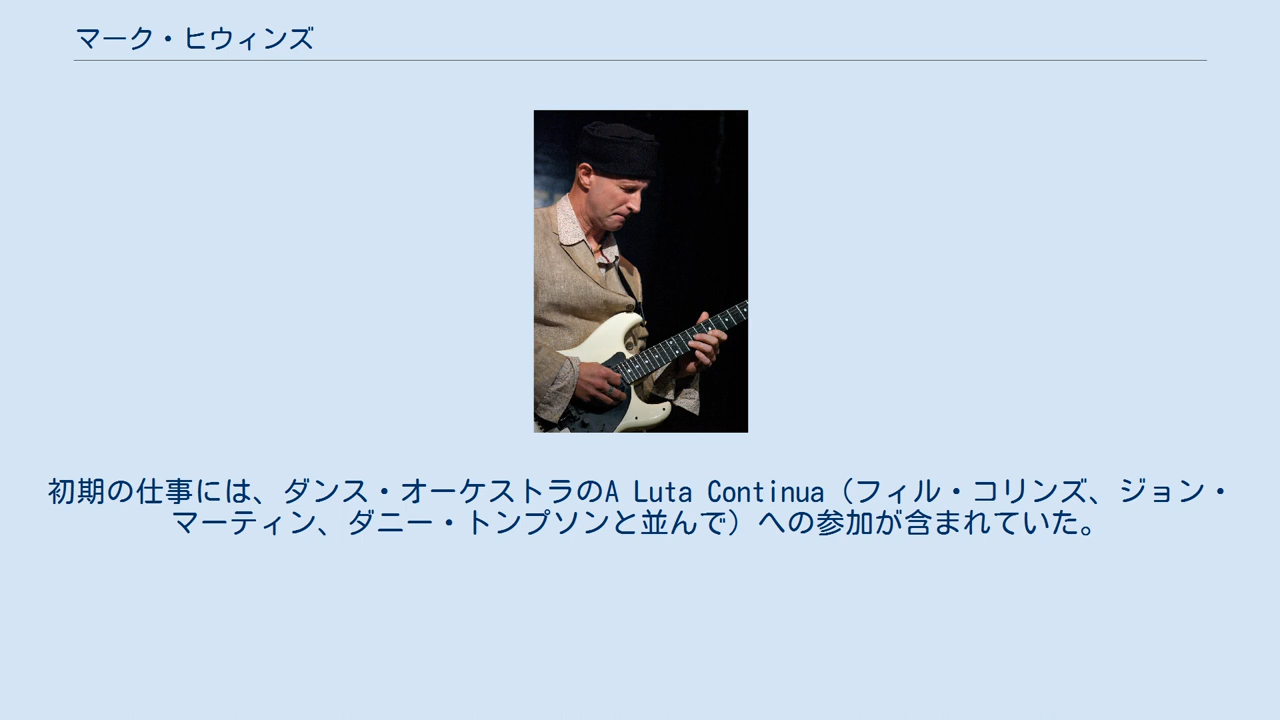 マーク・ヒウィンズ
初期の仕事には、ダンス・オーケストラのA Luta Continua（フィル・コリンズ、ジョン・
マーティン、ダニー・トンプソンと並んで）への参加が含まれていた。